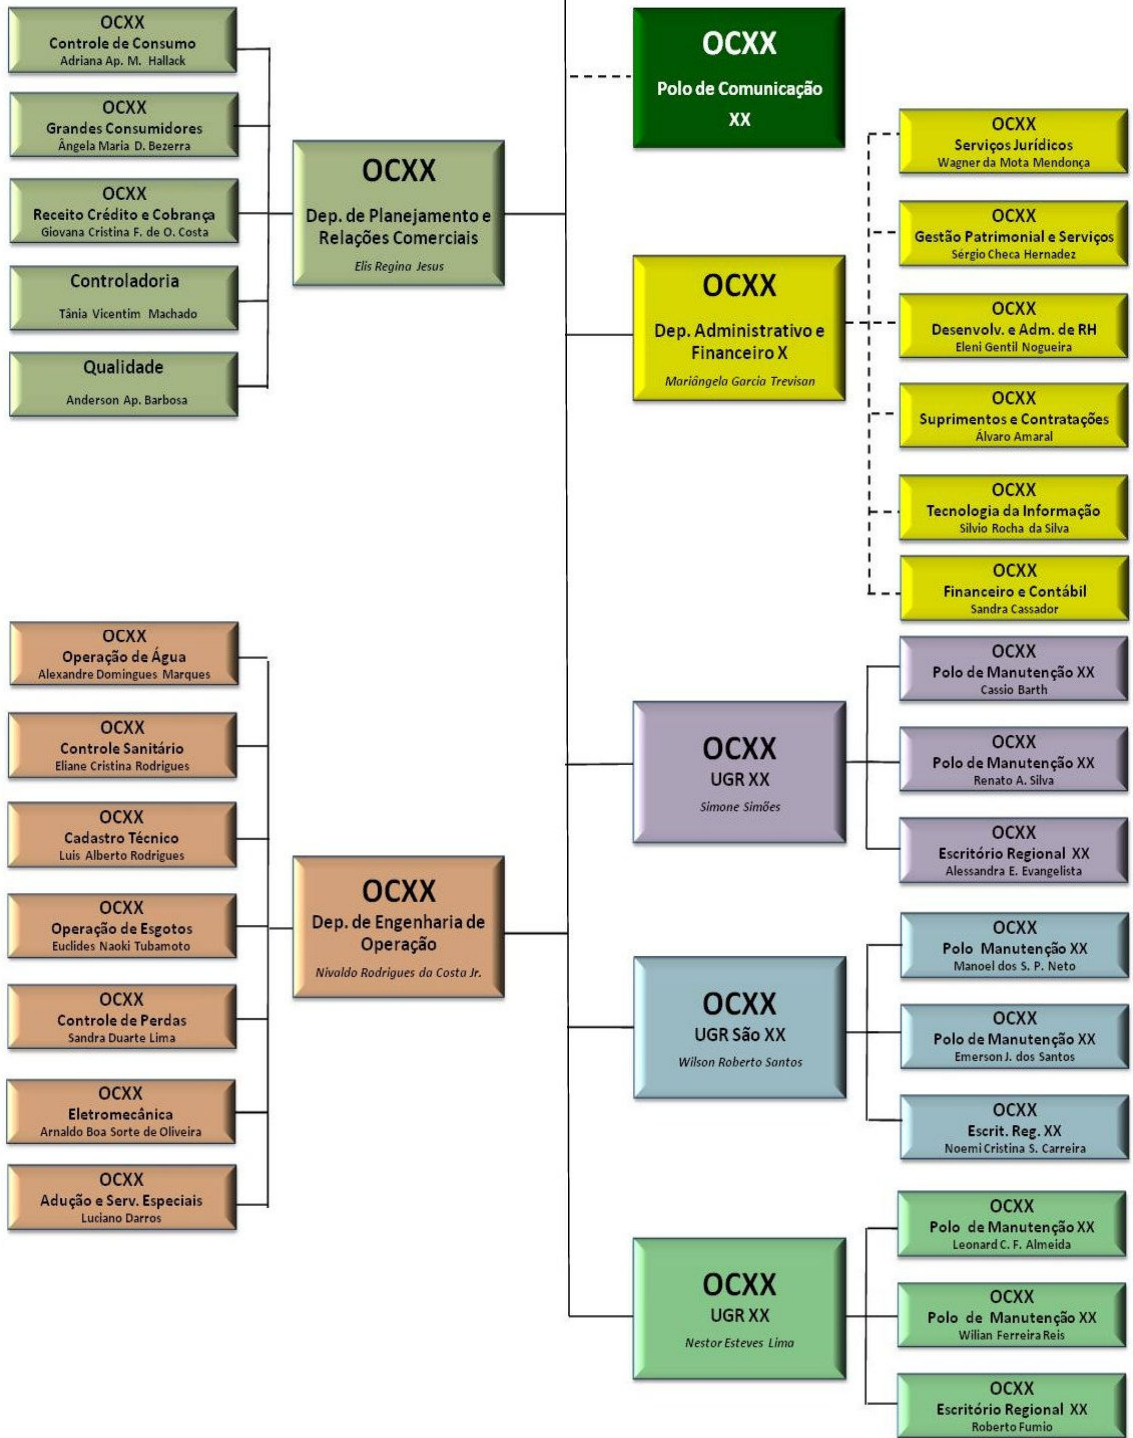 OCXX
Controle de Consumo
Adriana Ap. M. Hallack
OCXX
Grandes Consumidores
Ângela Maria D. Bezerra
OCXX
Receito Crédito e Cobrança
Giovana Cristina F. de O. Costa
Controladoria
Tânia Vicentim Machado
Qualidade
Anderson Ap. Barbosa
OCXX
Dep. de Planejamento e
Relações Comerciais
Elis Regina Jesus
OCXX
Polo de Comunicação
XX
OCXX
Dep. Administrativo e
Financeiro X
Mariângela Garcia Trevisan
OCXX
Serviços Jurídicos
Wagner da Mota Mendonça
OCXX
Gestão Patrimonial e Serviços
Sérgio Checa Hernadez
OCXX
Desenvolv. e Adm. de RH
Eleni Gentil Nogueira
OCXX
Suprimentos e Contratações
Álvaro Amaral
OCXX
Tecnologia da Informação
Silvio Rocha da Silva
OCXX
Financeiro e Contábil
Sandra Cassador
OCXX
Operação de Água
Alexandre Domingues Marques
OCXX
Controle Sanitário
Eliane Cristina Rodrigues
OCXX
Cadastro Técnico
Luis Alberto Rodrigues
OCXX
Operação de Esgotos
Euclides Naoki Tubamoto
OCXX
Controle de Perdas
Sandra Duarte Lima
OCXX
Eletromecânica
Arnaldo Boa Sorte de Oliveira
OCXX
Adução e Serv. Especiais
Luciano Darros
OCXX
Dep. de Engenharia de
Operação
Nivaldo Rodrigues da Costa Jr.
OCXX
UGR XX
Simone Simões
OCXX
Polo de Manutenção XX
Cassio Barth
OCXX
Polo de Manutenção XX
Renato A. Silva
OCXX
Escritório Regional XX
Alessandra E. Evangelista
OCXX
UGR São XX
Wilson Roberto Santos
OCXX
Polo Manutenção XX
Manoel dos S. P. Neto
OCXX
Polo de Manutenção XX
Emerson J. dos Santos
OCXX
Escrit. Reg. XX
Noemi Cristina S. Carreira
OCXX
UGR XX
Nestor Esteves Lima
OCXX
Polo de Manutenção XX
Leonard C. F. Almeida
OCXX
Polo de Manutenção XX
Wilian Ferreira Reis
OCXX
Escritório Regional XX
Roberto Fumio